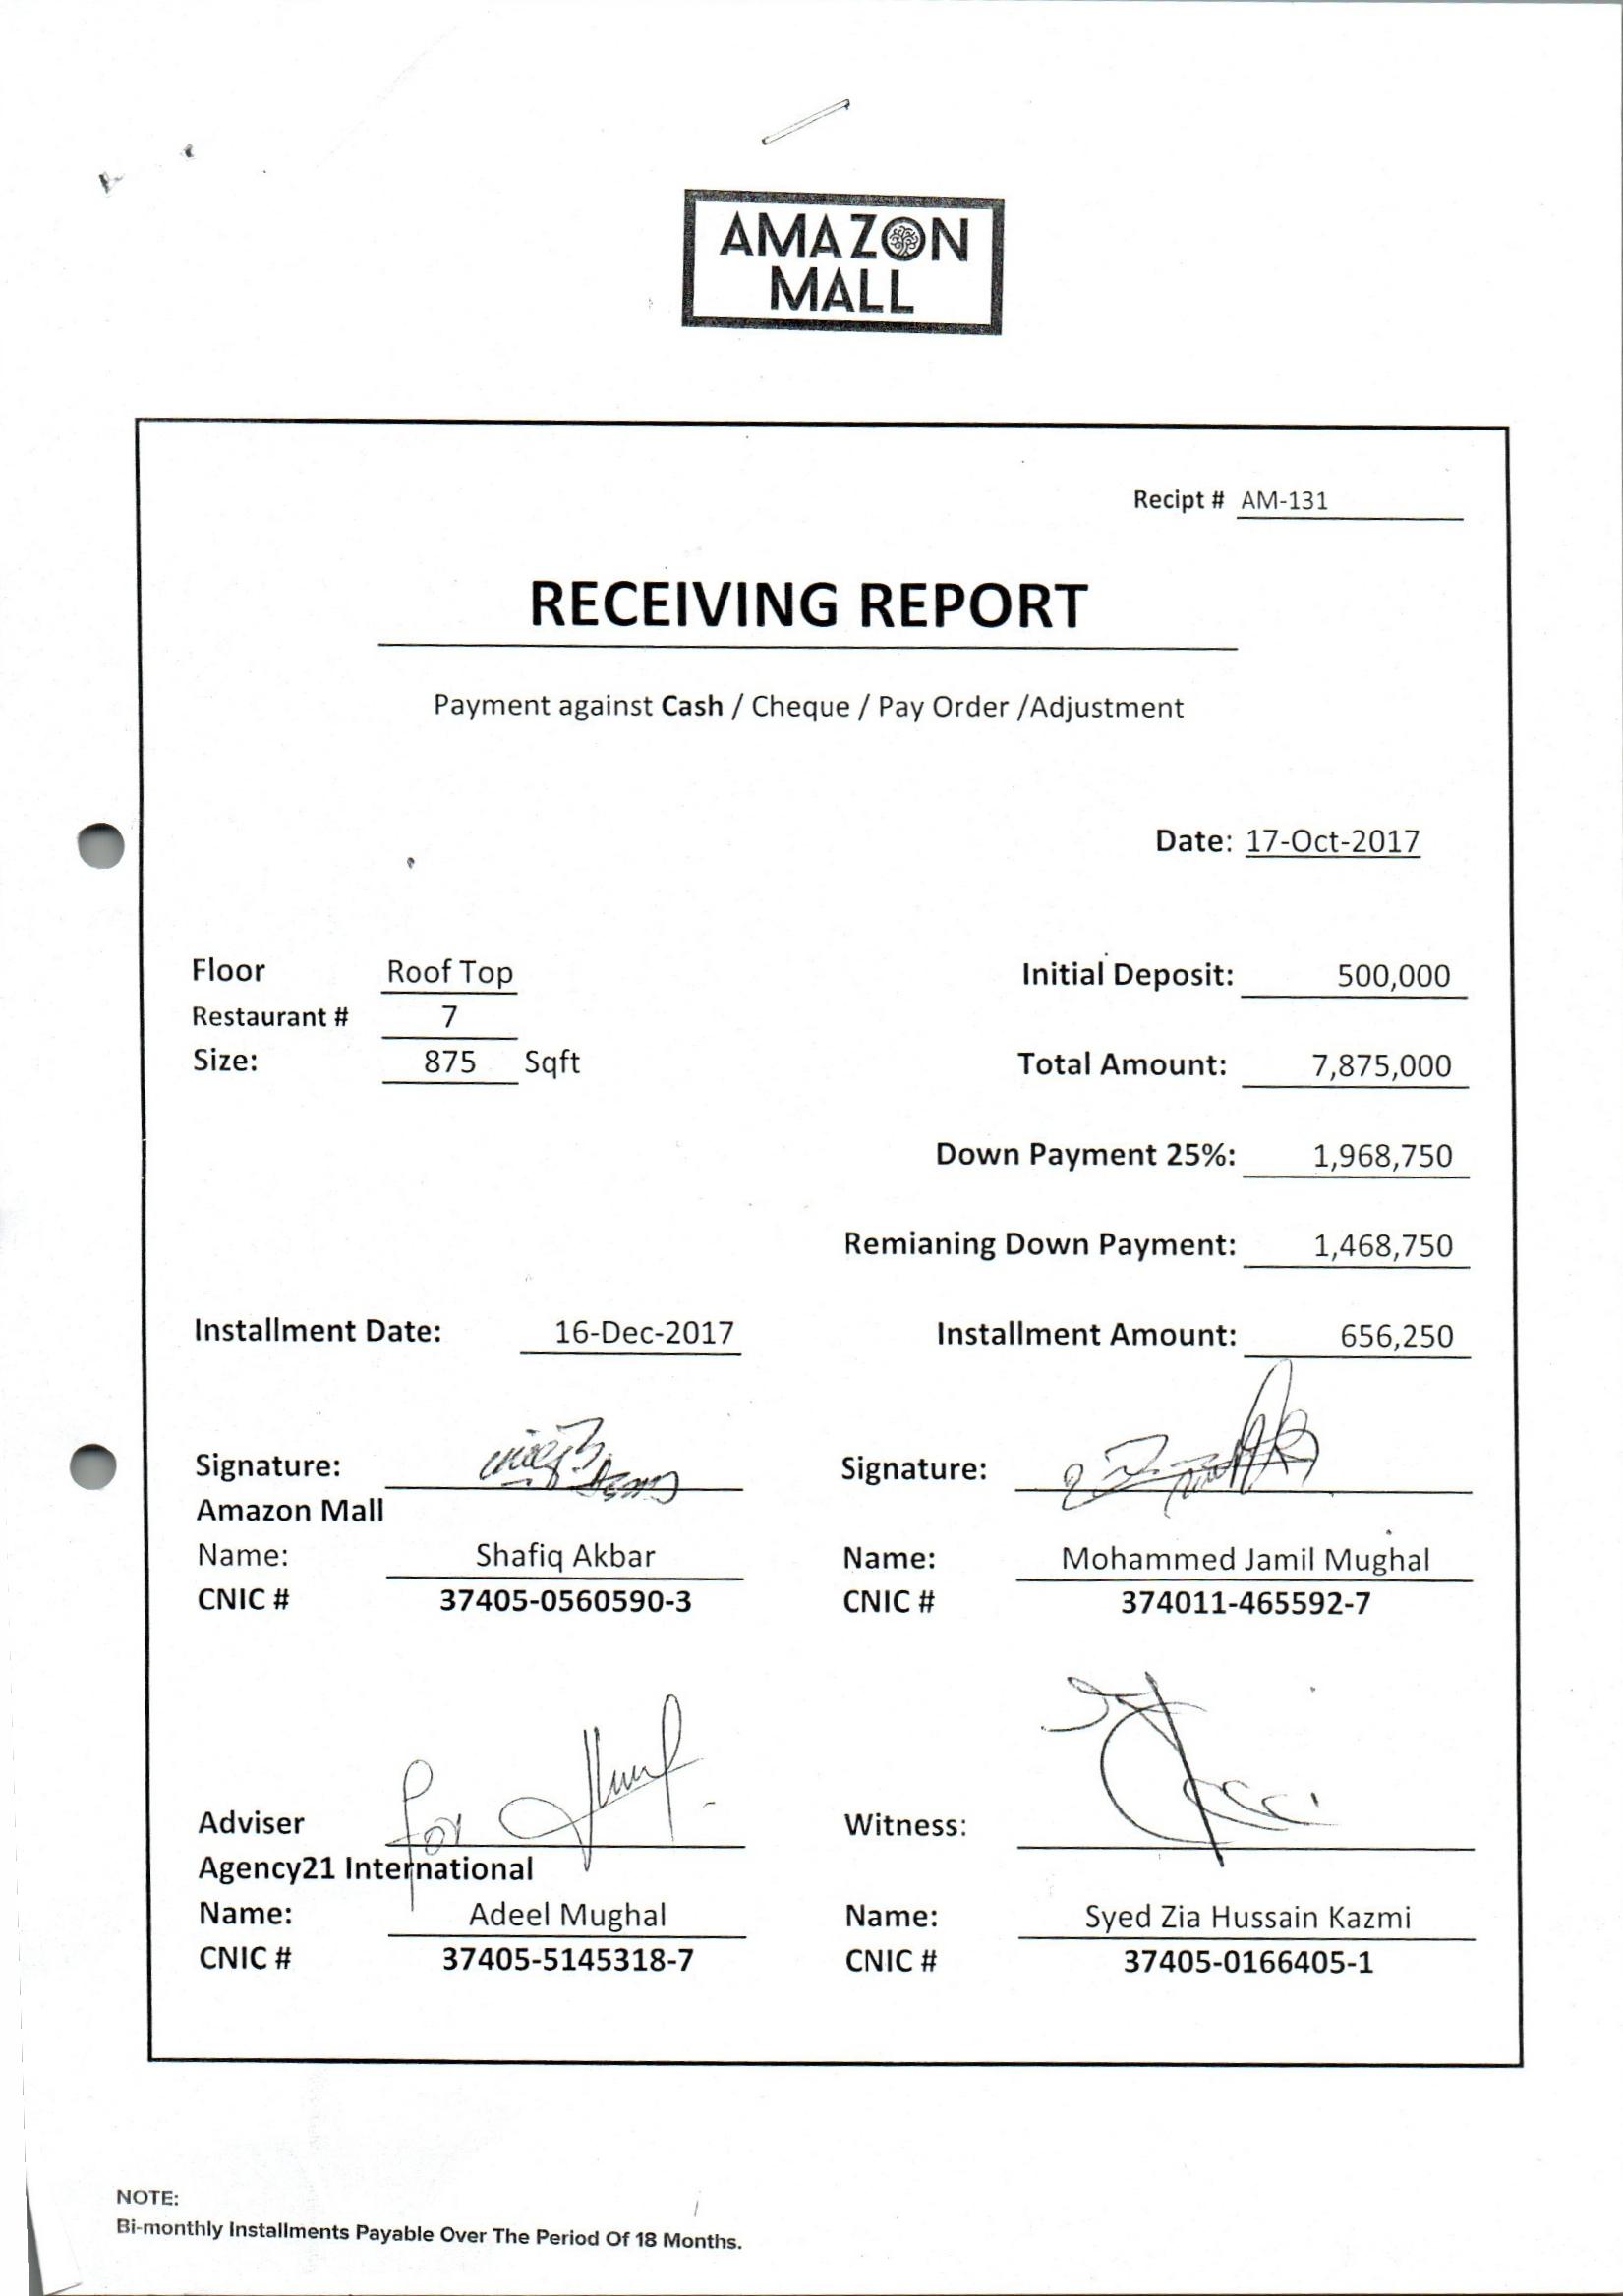 AMAZON
MALL
Recipt # AM-131
RECEIVING REPORT
Payment against Cash / Cheque / Pay Order /Adjustment
Date: 17-Oct-2017
Floor Roof Top Initial Deposit: 500,000
Restaurant # 7
Size: 875 Sqft Total Amount: 7,875,000
Down Payment 25%: 1,968,750
Remianing Down Payment: 1,468,750
Installment Date: 16-Dec-2017 Installment Amount: 656,250
Signature: Signature:
Amazon Mall
Name: Shafiq Akbar Name: Mohammed Jamil Mughal
CNIC # 37405-0560590-3 CNIC # 374011-465592-7
for
Adviser Witness:
Agency21 International
Name: Adeel Mughal Name: Syed Zia Hussain Kazmi
CNIC # 37405-5145318-7 CNIC # 37405-0166405-1
NOTE:
Bi-monthly Installments Payable Over The Period Of 18 Months.